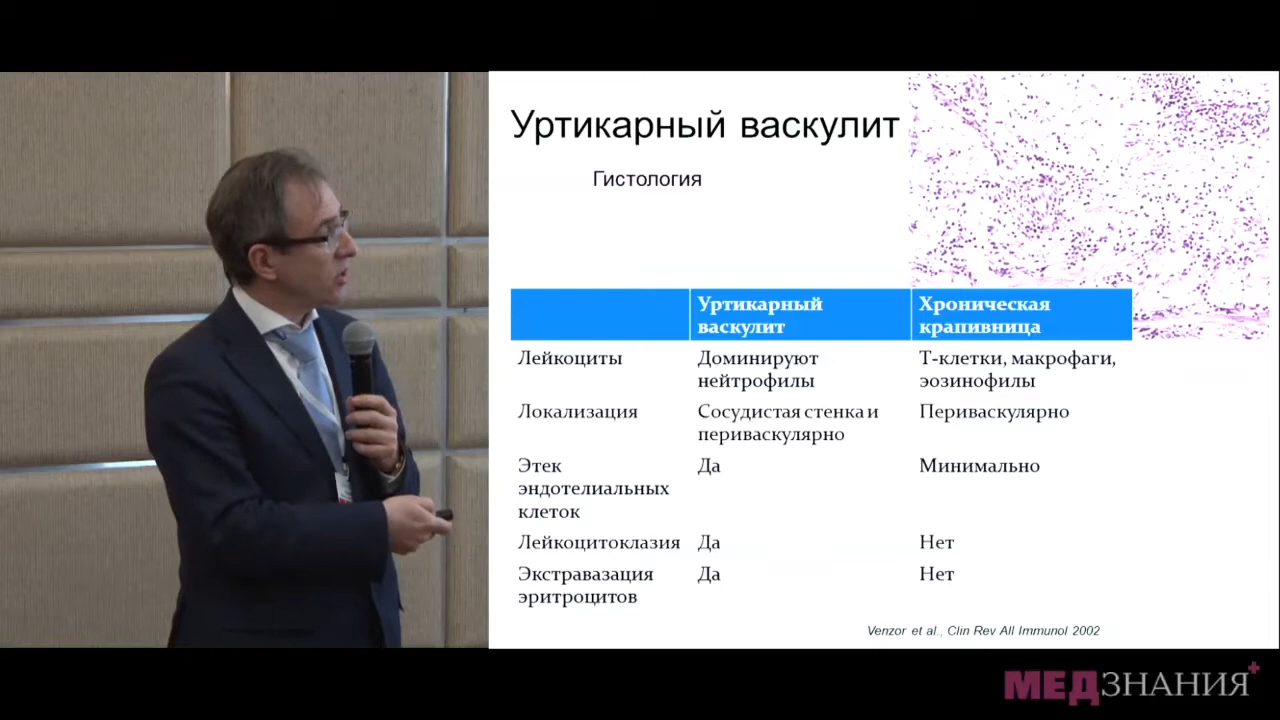 Уртикарный васкулит
Гистология
Уртикарный
васкулит
Хроническая
крапивница
Лейкоциты
Доминируют
нейтрофилы
Т-клетки, макрофаги,
эозинофилы
Локализация
Сосудистая стенка и
периваскулярно
Периваскулярно
Этек
эндотелиальных
клеток
Да
Минимально
Лейкоцитоклазия
Да
Нет
Экстравазация
эритроцитов
Да
Нет
Venzor et al., Clin Rev All Immunol 2002
МЕДЗНАНИЯ+